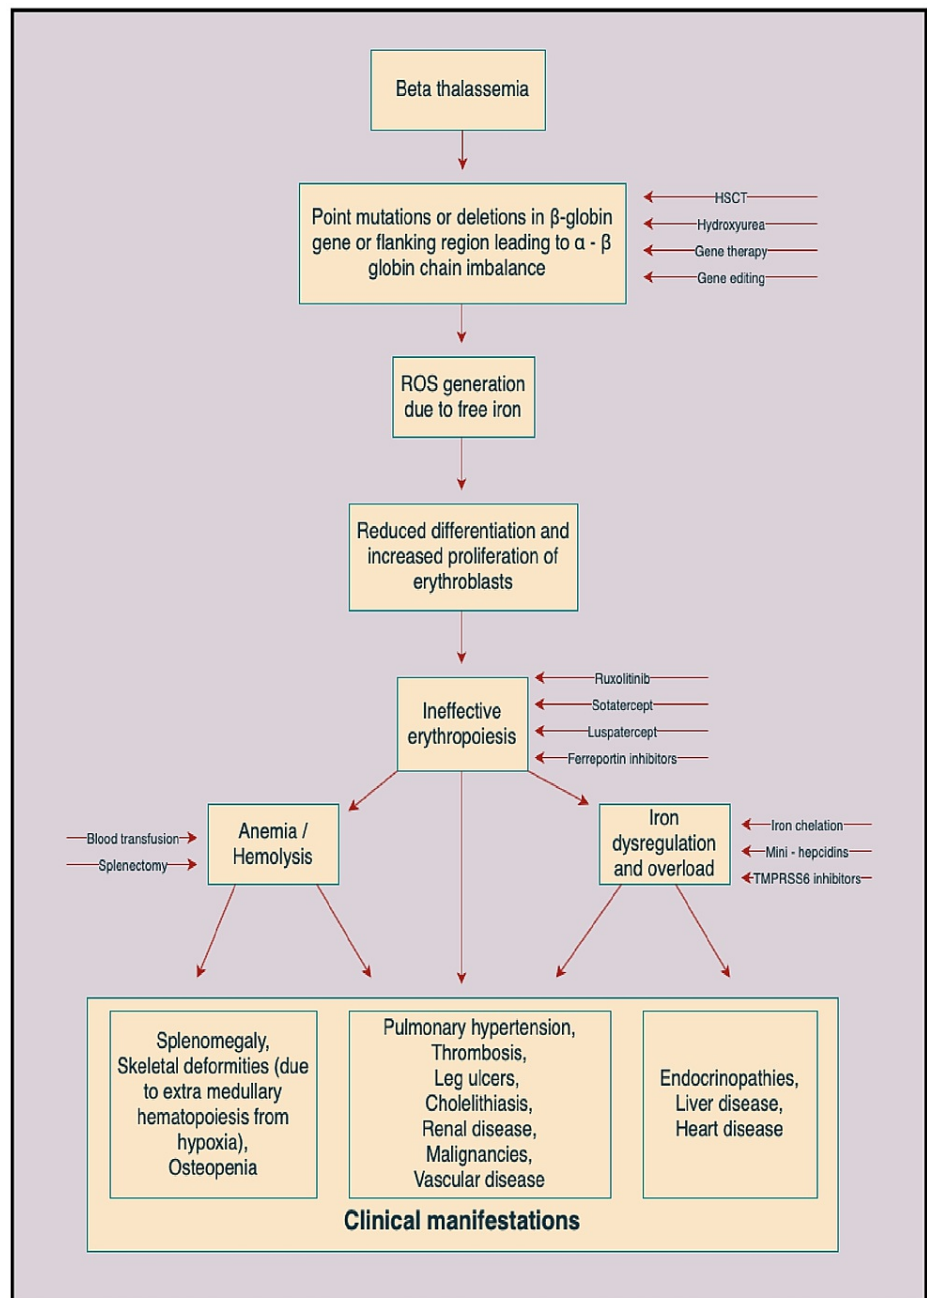 Beta thalassemia
Point mutations or deletions in β-globin
gene or flanking region leading to α - β
globin chain imbalance
HSCT
Hydroxyurea
Gene therapy
Gene editing
ROS generation
due to free iron
Reduced differentiation and
increased proliferation of
erythroblasts
Ineffective
erythropoiesis
Ruxolitinib
Sotatercept
Luspatercept
Ferreportin inhibitors
Blood transfusion
Splenectomy
Anemia /
Hemolysis
Iron
dysregulation
and overload
Iron chelation
Mini - hepcidins
TMPRSS6 inhibitors
Splenomegaly,
Skeletal deformities (due
to extra medullary
hematopoiesis from
hypoxia),
Osteopenia
Pulmonary hypertension,
Thrombosis,
Leg ulcers,
Cholelithiasis,
Renal disease,
Malignancies,
Vascular disease
Endocrinopathies,
Liver disease,
Heart disease
Clinical manifestations